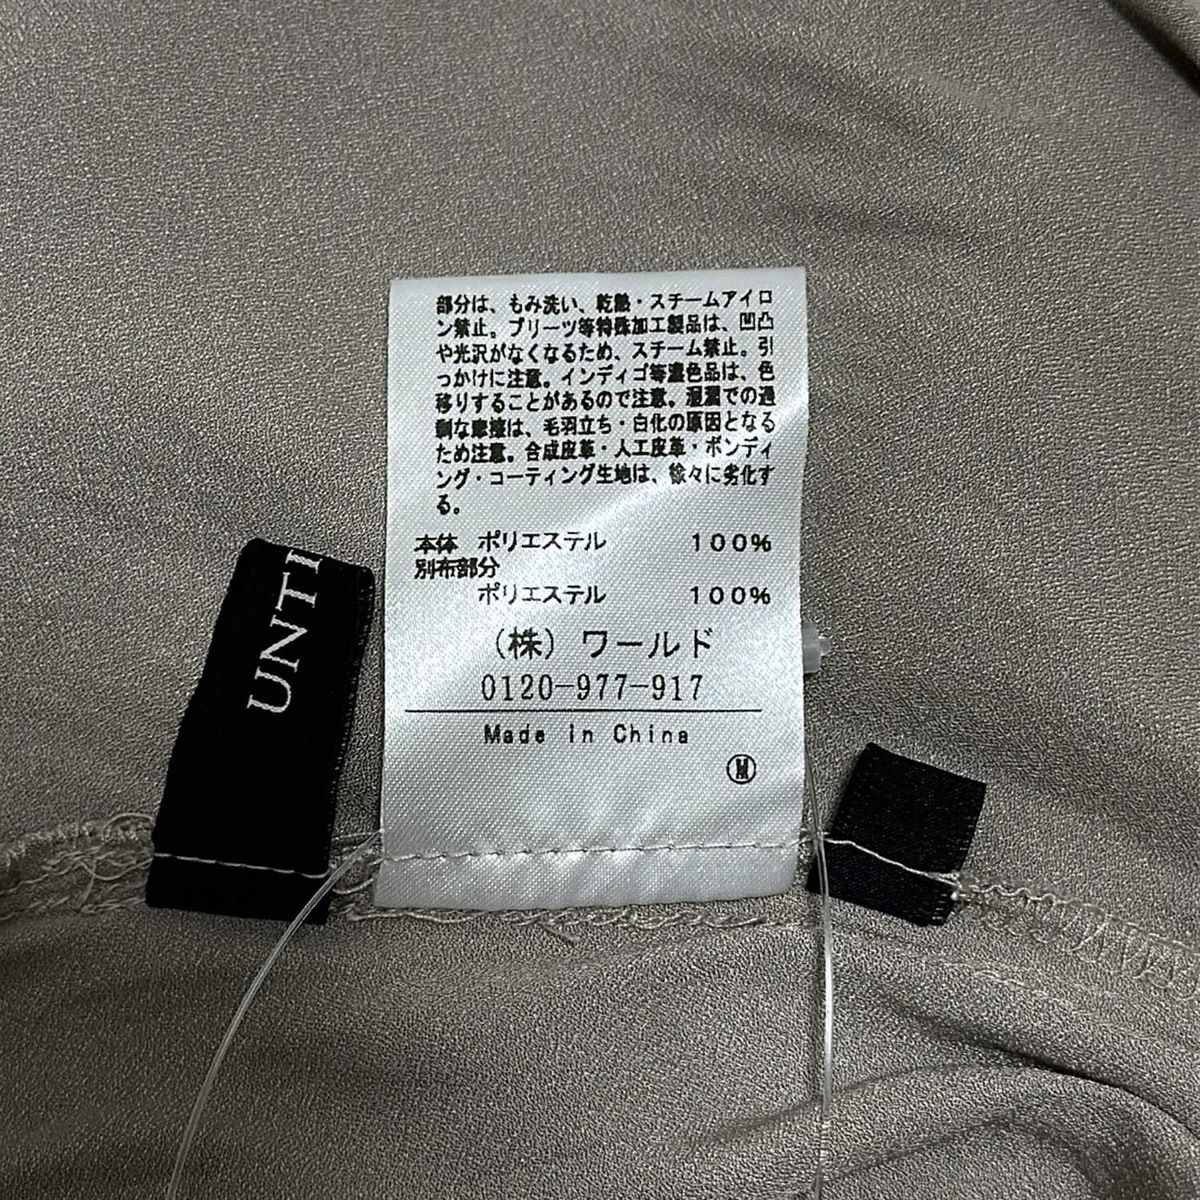 部分は、もみ洗い、乾熱・スチームアイロ
ン禁止。プリーツ等特殊加工製品は、凹凸
や光沢がなくなるため、スチーム禁止。引
っかけに注意。インディゴ等濃色品は、色
移りすることがあるので注意。湿潤での過
剰な摩擦は、毛羽立ち・白化の原因となる
ため注意。合成皮革・人工皮革・ボンディ
ング・コーティング生地は、徐々に劣化す
る。
本体 ポリエステル 100%
別布部分
ポリエステル 100%
(株)ワールド
0120-977-917
Made in China
Ⓜ
UNTI